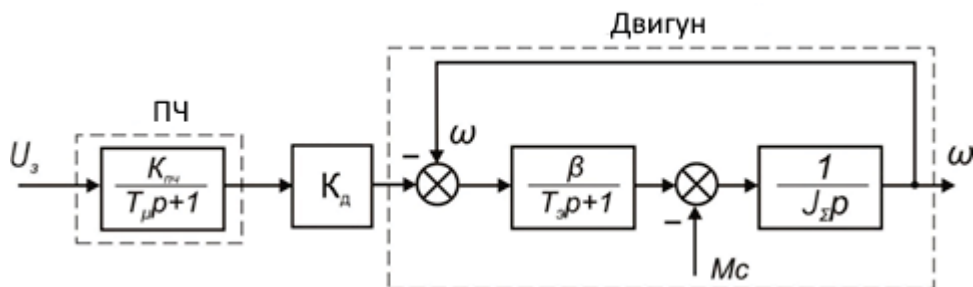 Двигун
ПЧ
ω
U_з
K_пч
T_μp+1
K_д
β
T_эp+1
1
J_Σp
ω
Mc